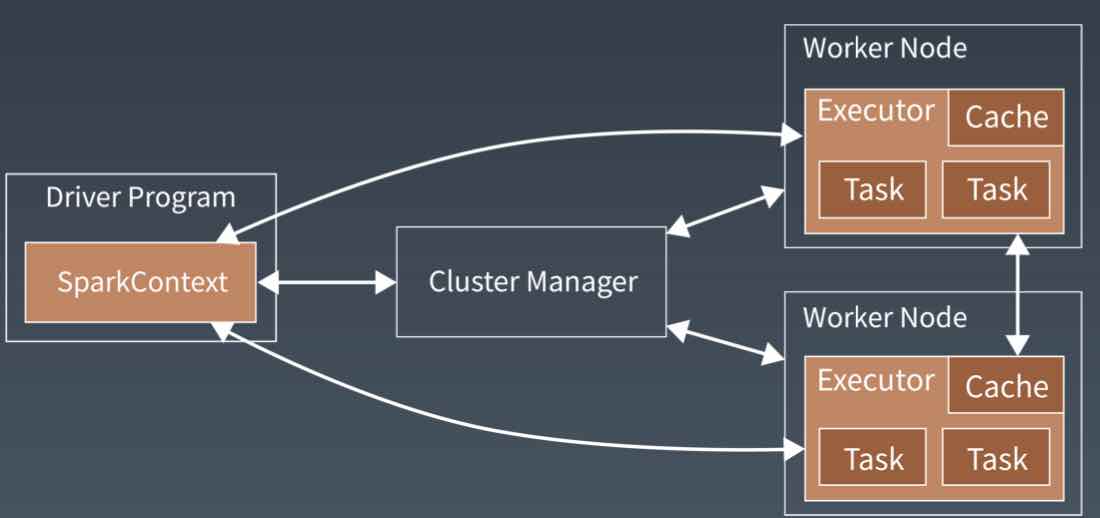 Driver Program
SparkContext
Cluster Manager
Worker Node
Executor
Cache
Task
Task
Worker Node
Executor
Cache
Task
Task